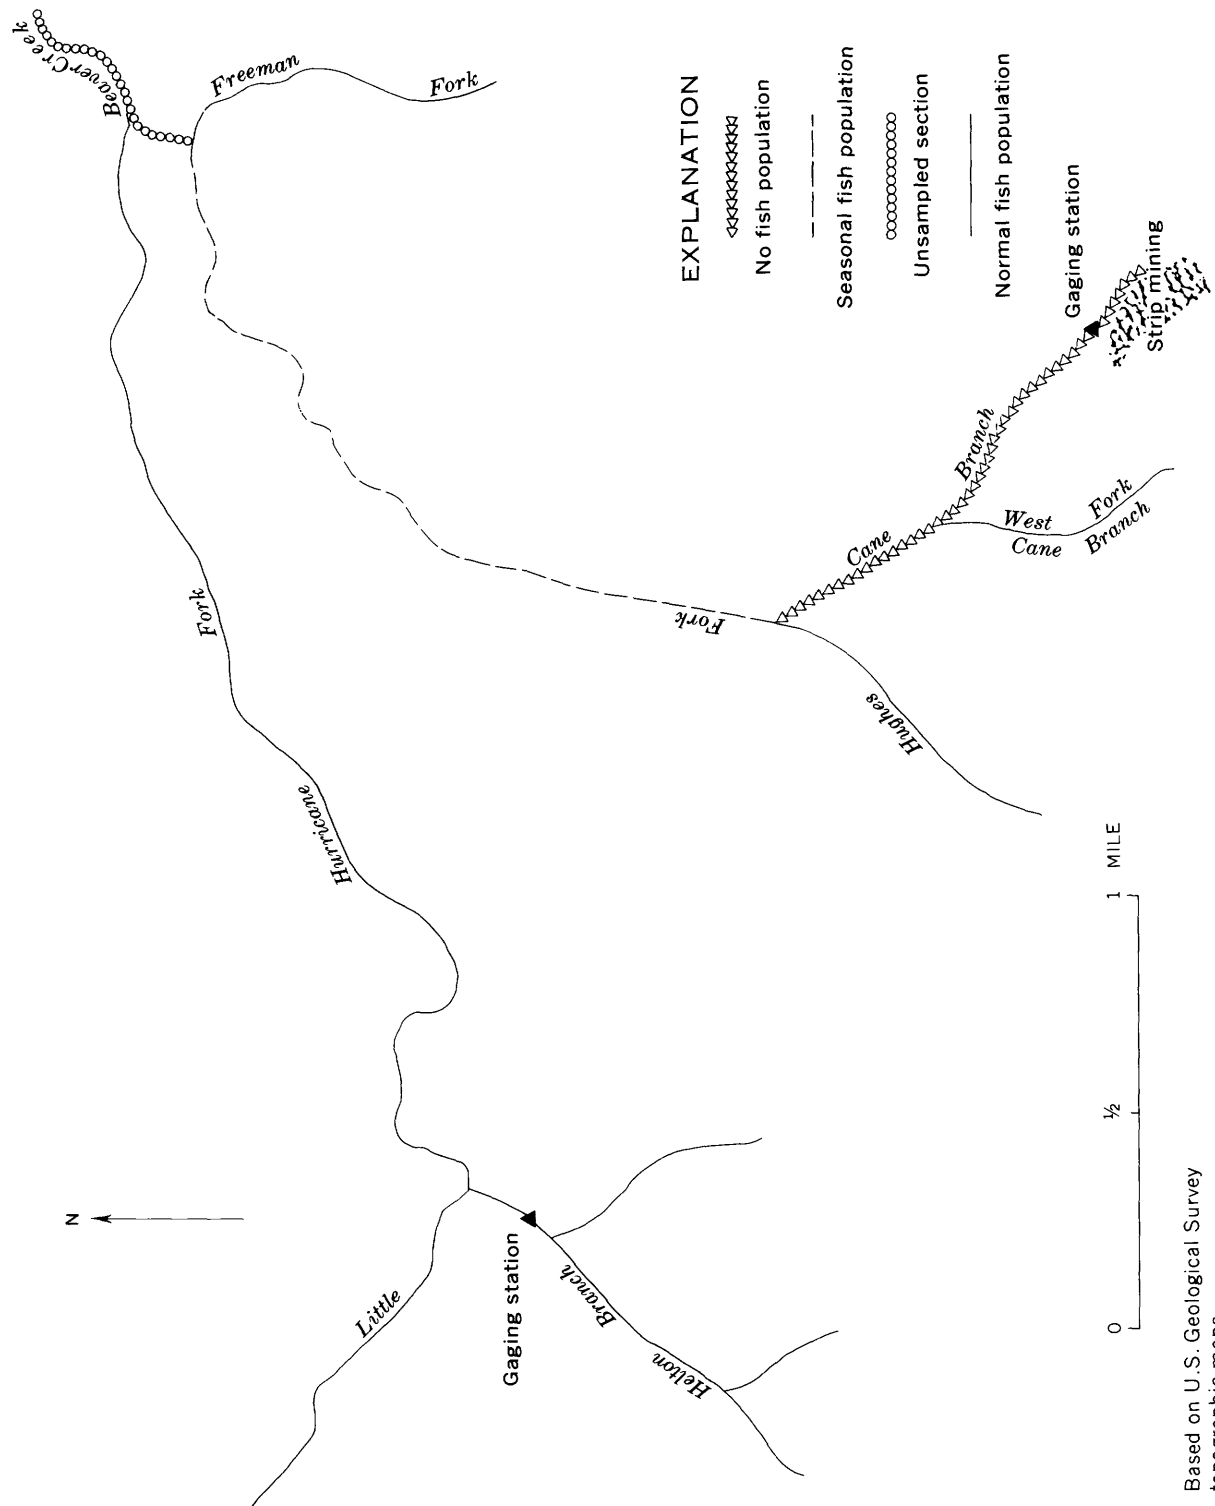 Beaver Creek
Freeman
Fork
Fork
Hurricane
Little
Gaging station
Branch
Helton
Fork
Hughes
Cane
Branch
West Fork
Cane Branch
Gaging station
Strip mining
EXPLANATION
No fish population
Seasonal fish population
Unsampled section
Normal fish population
N
0
1/2
1 MILE
Based on U.S. Geological Survey